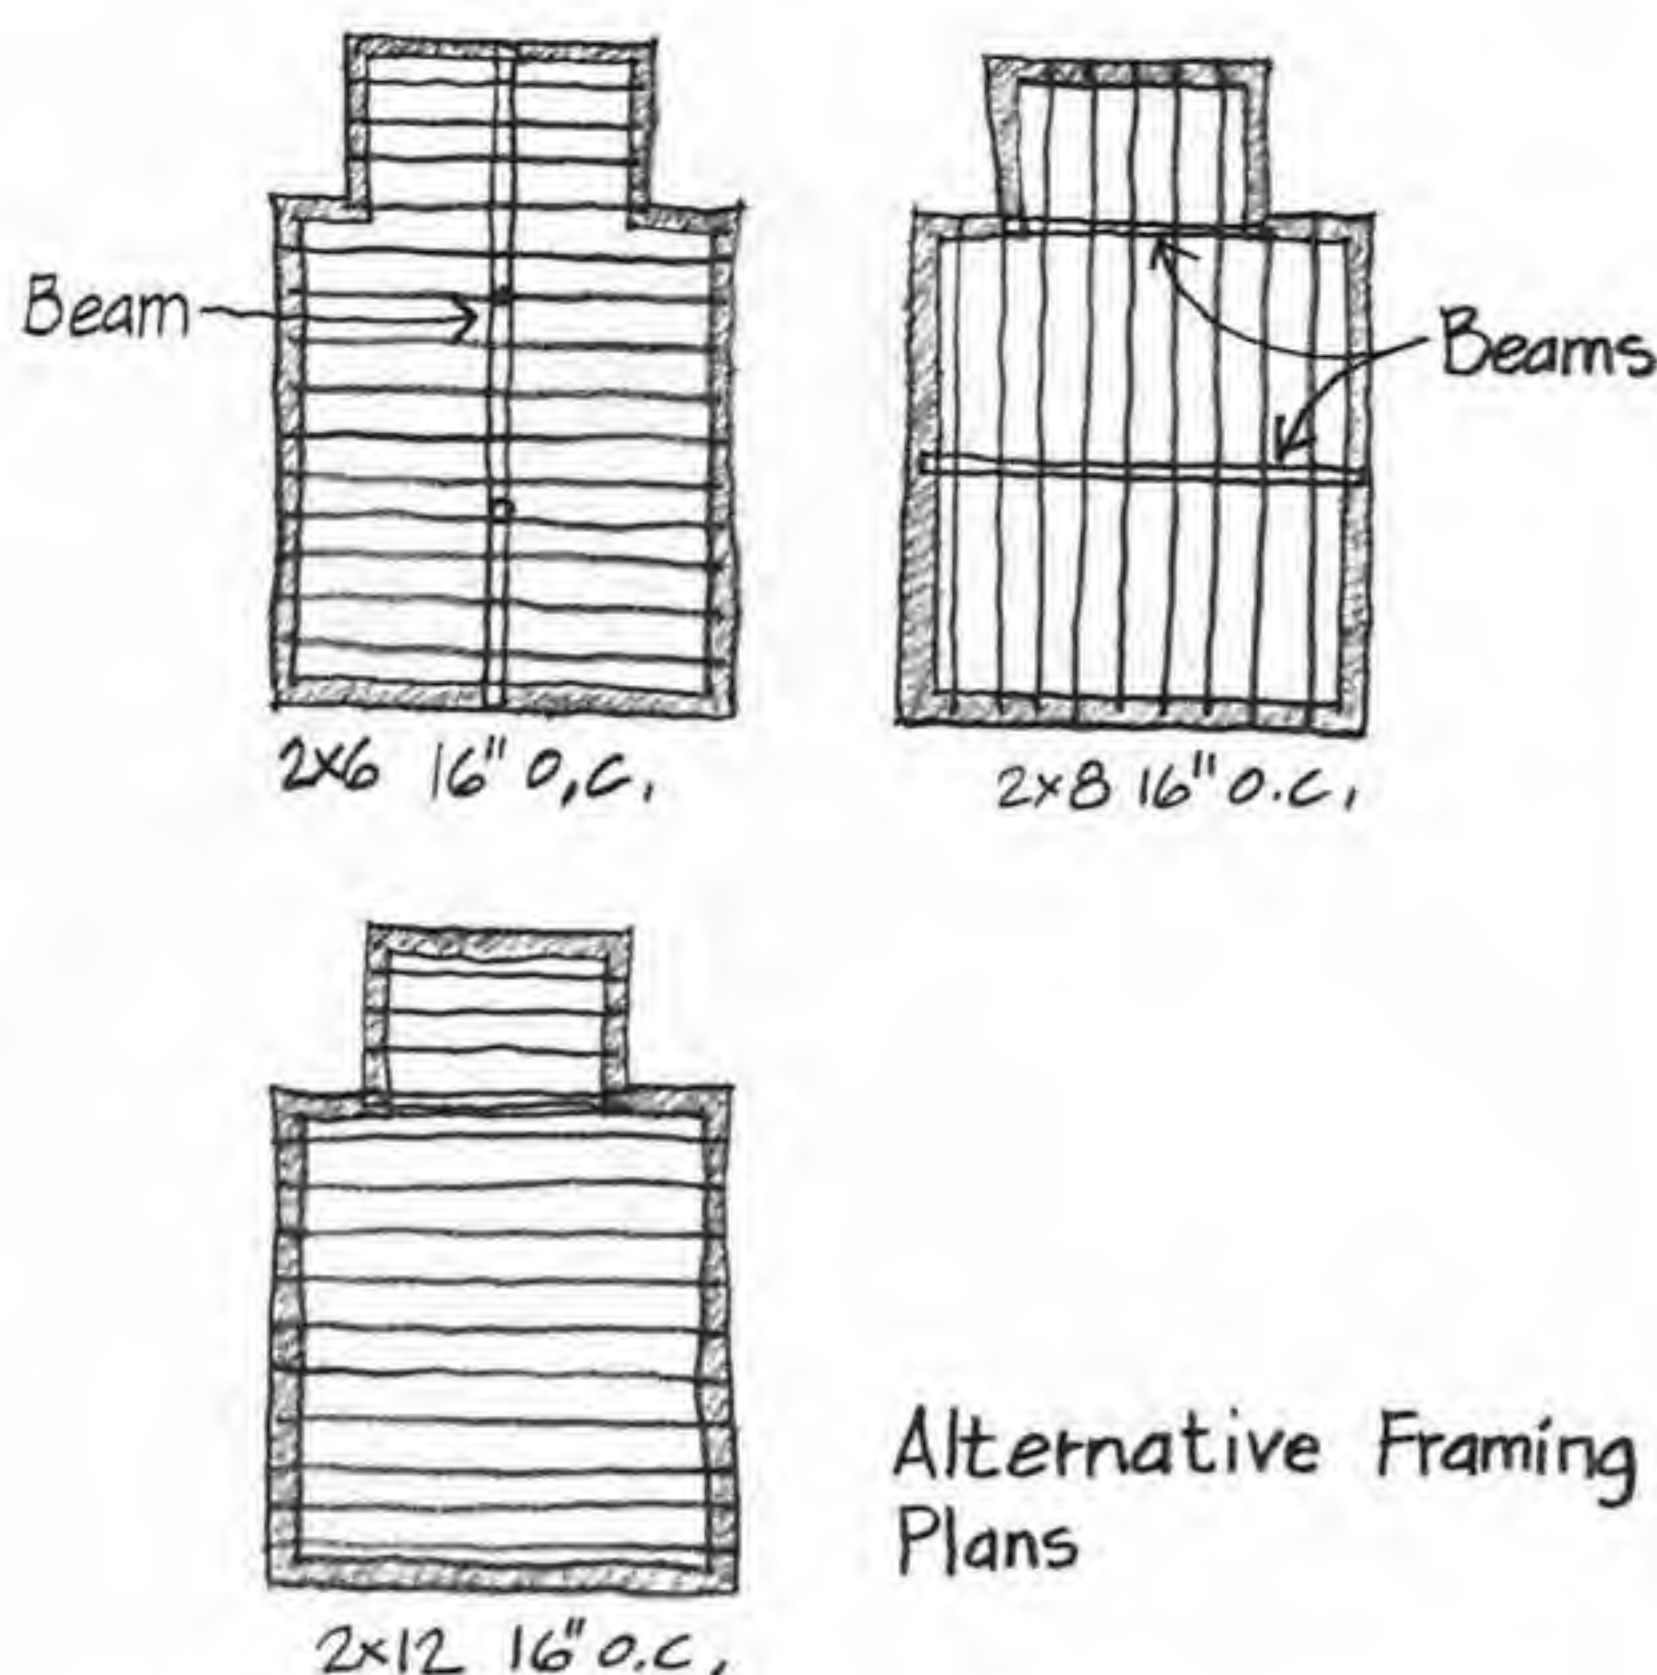 Beam
Beams
2x6 16" O.C.
2x8 16" O.C.
2x12 16" O.C.
Alternative Framing
Plans